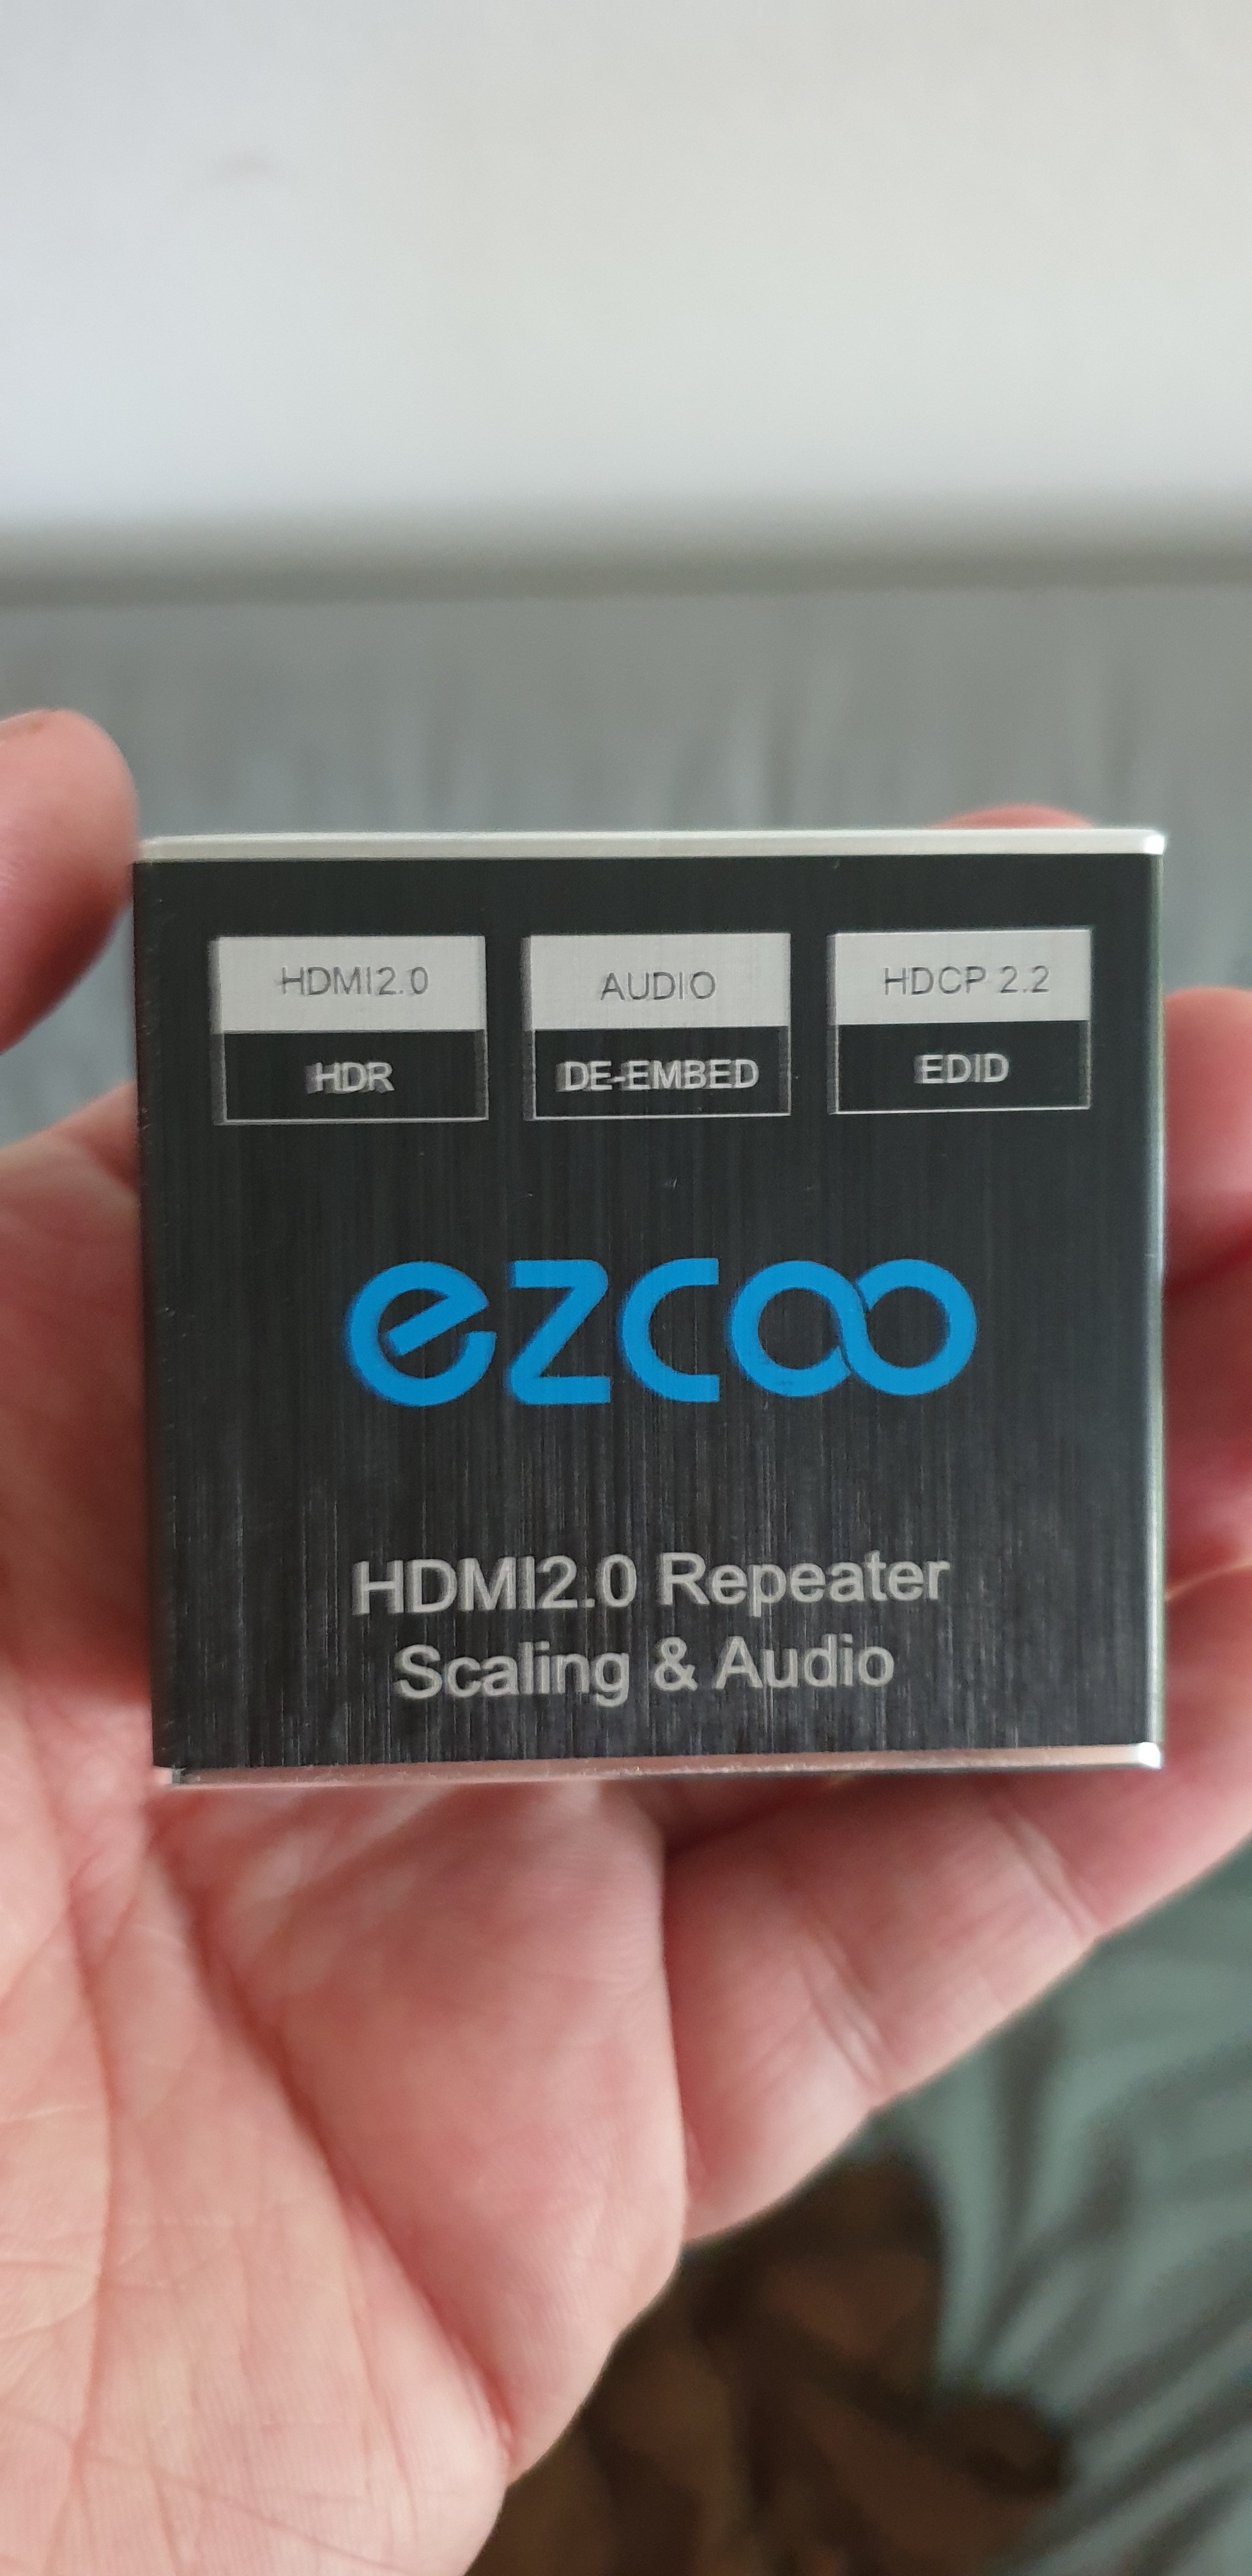 HDMI2.0
HDR
AUDIO
DE-EMBED
HDCP 2.2
EDID
ezcoo
HDMI2.0 Repeater
Scaling & Audio